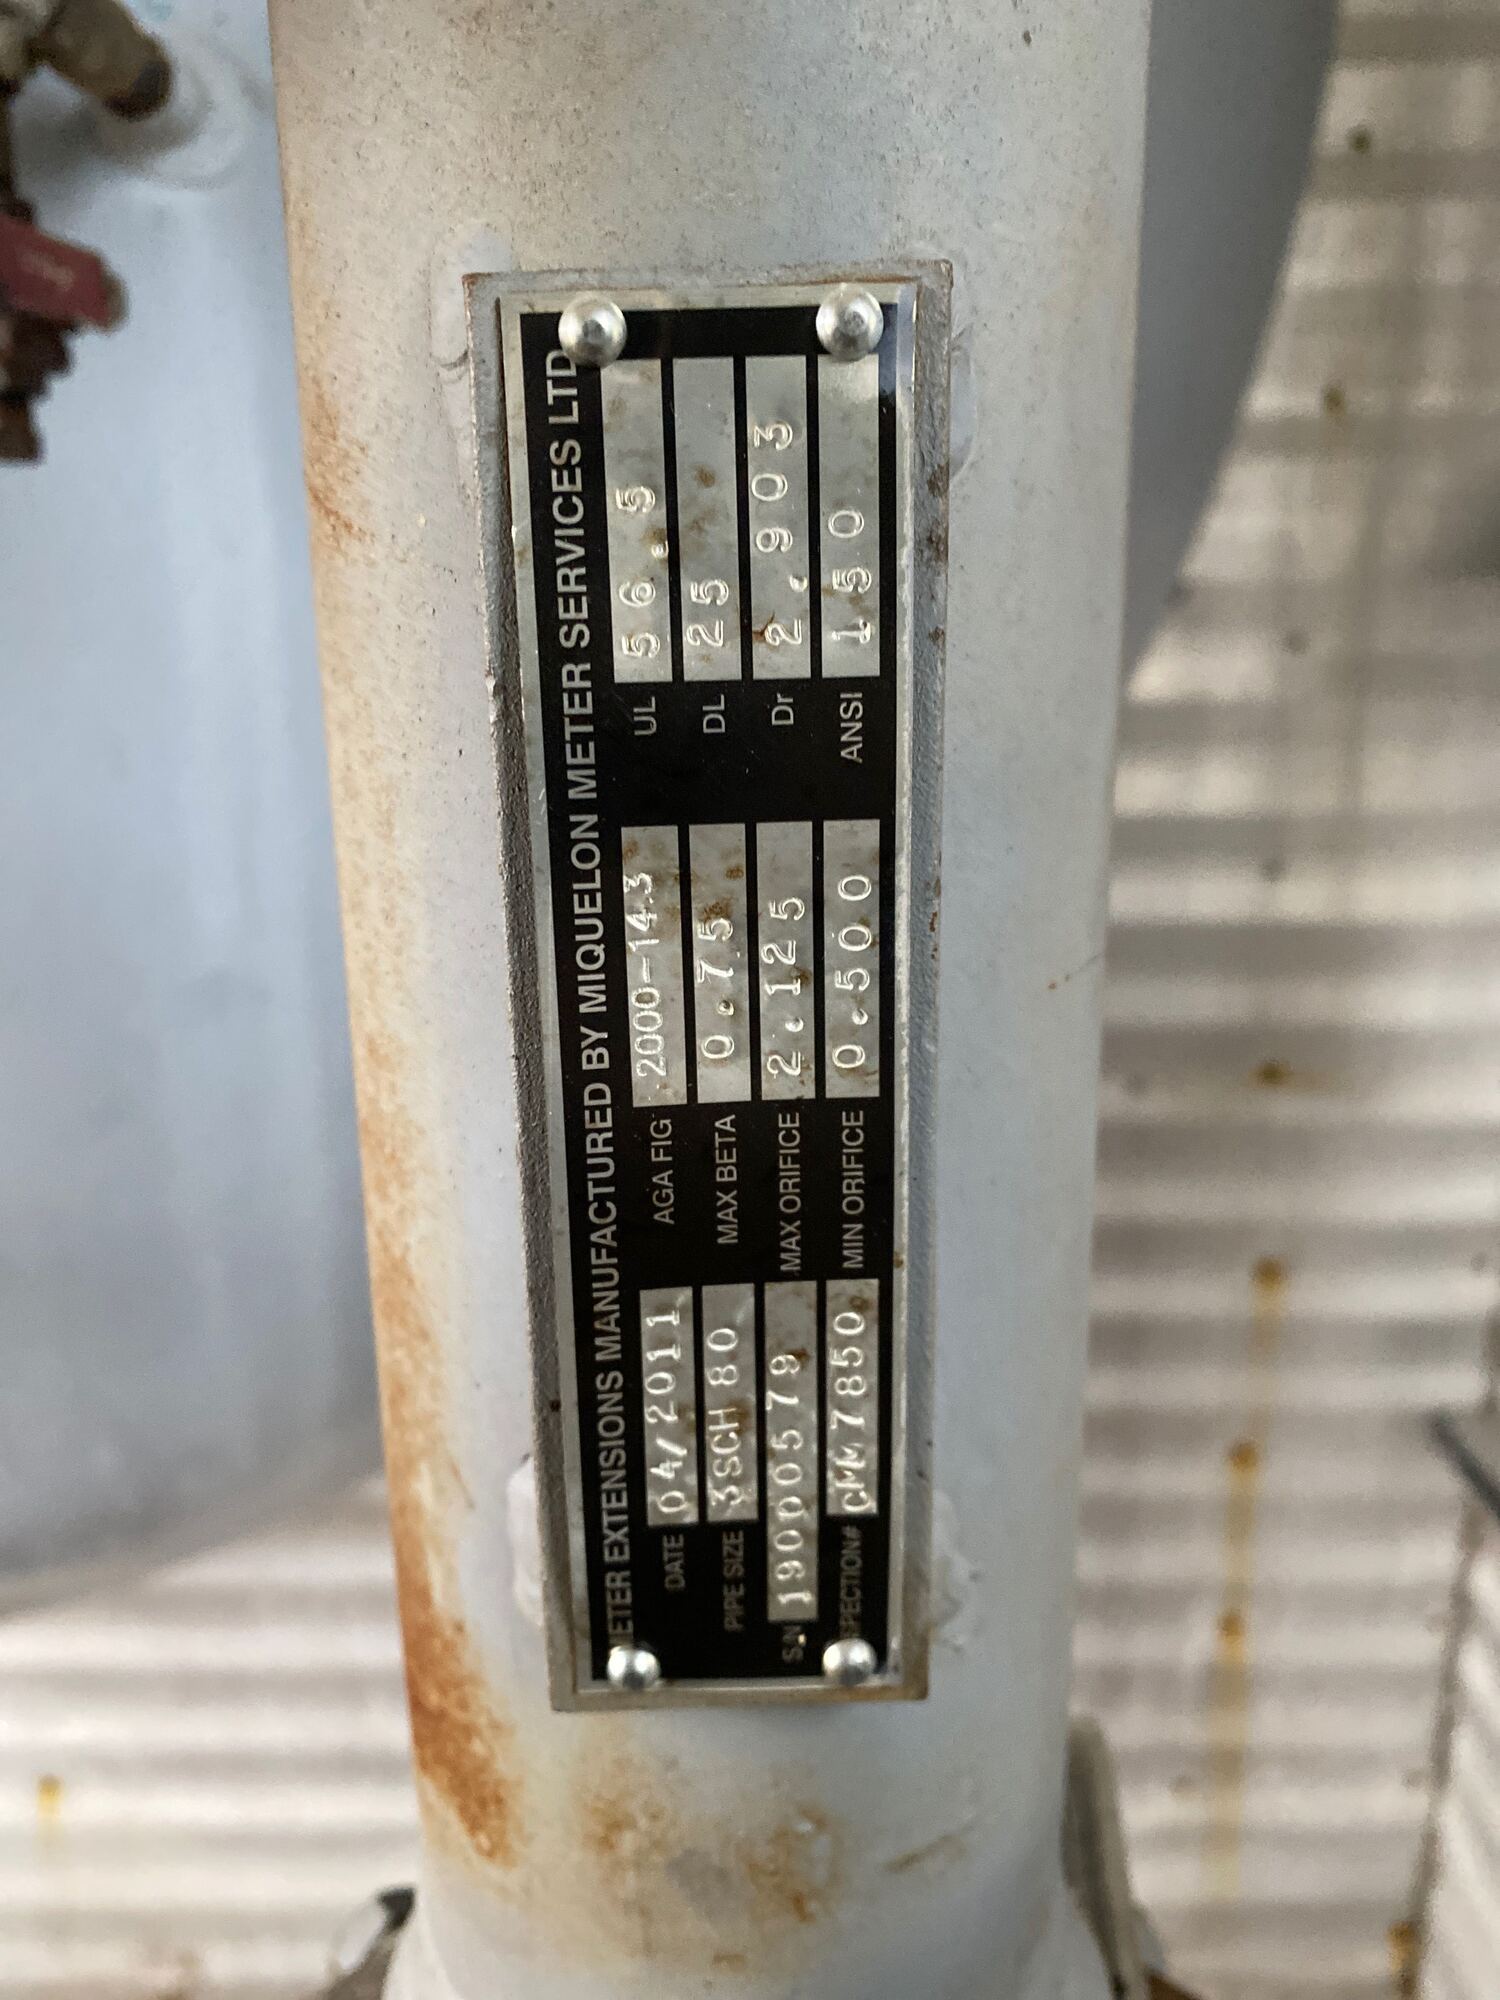 METER EXTENSIONS MANUFACTURED BY MIQUELON METER SERVICES LTD
DATE 04/2011 AGA FIG 2000-14.3 UL 56.5
PIPE SIZE 3SCH 80 MAX BETA 0.75 DL 25
S.N. 19000579 MAX ORIFICE 2.125 Dr 2.903
SPECTION# CMM7850 MIN ORIFICE 0.500 ANSI 150